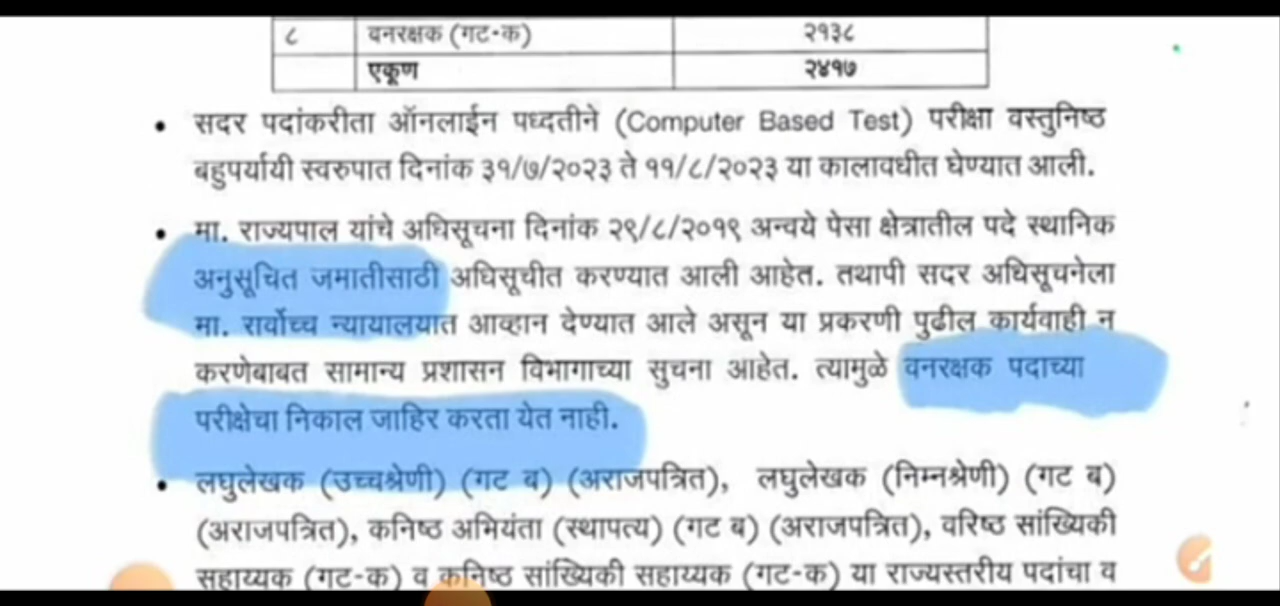 ८ वनरक्षक (गट-क) २१३८
एकूण २४१७
• सदर पदांकरीता ऑनलाईन पध्दतीने (Computer Based Test) परीक्षा वस्तुनिष्ठ
बहुपर्यायी स्वरुपात दिनांक ३१/७/२०२३ ते ११/८/२०२३ या कालावधीत घेण्यात आली.
• मा. राज्यपाल यांचे अधिसूचना दिनांक २९/८/२०१९ अन्वये पेसा क्षेत्रातील पदे स्थानिक
अनुसूचित जमातीसाठी अधिसूचीत करण्यात आली आहेत. तथापी सदर अधिसूचनेला
मा. सर्वोच्च न्यायालयात आव्हान देण्यात आले असून या प्रकरणी पुढील कार्यवाही न
करणेबाबत सामान्य प्रशासन विभागाच्या सुचना आहेत. त्यामुळे वनरक्षक पदाच्या
परीक्षेचा निकाल जाहिर करता येत नाही.
• लघुलेखक (उच्चश्रेणी) (गट ब) (अराजपत्रित), लघुलेखक (निम्नश्रेणी) (गट ब)
(अराजपत्रित), कनिष्ठ अभियंता (स्थापत्य) (गट ब) (अराजपत्रित), वरिष्ठ सांख्यिकी
सहाय्यक (गट-क) व कनिष्ठ सांख्यिकी सहाय्यक (गट-क) या राज्यस्तरीय पदांचा व